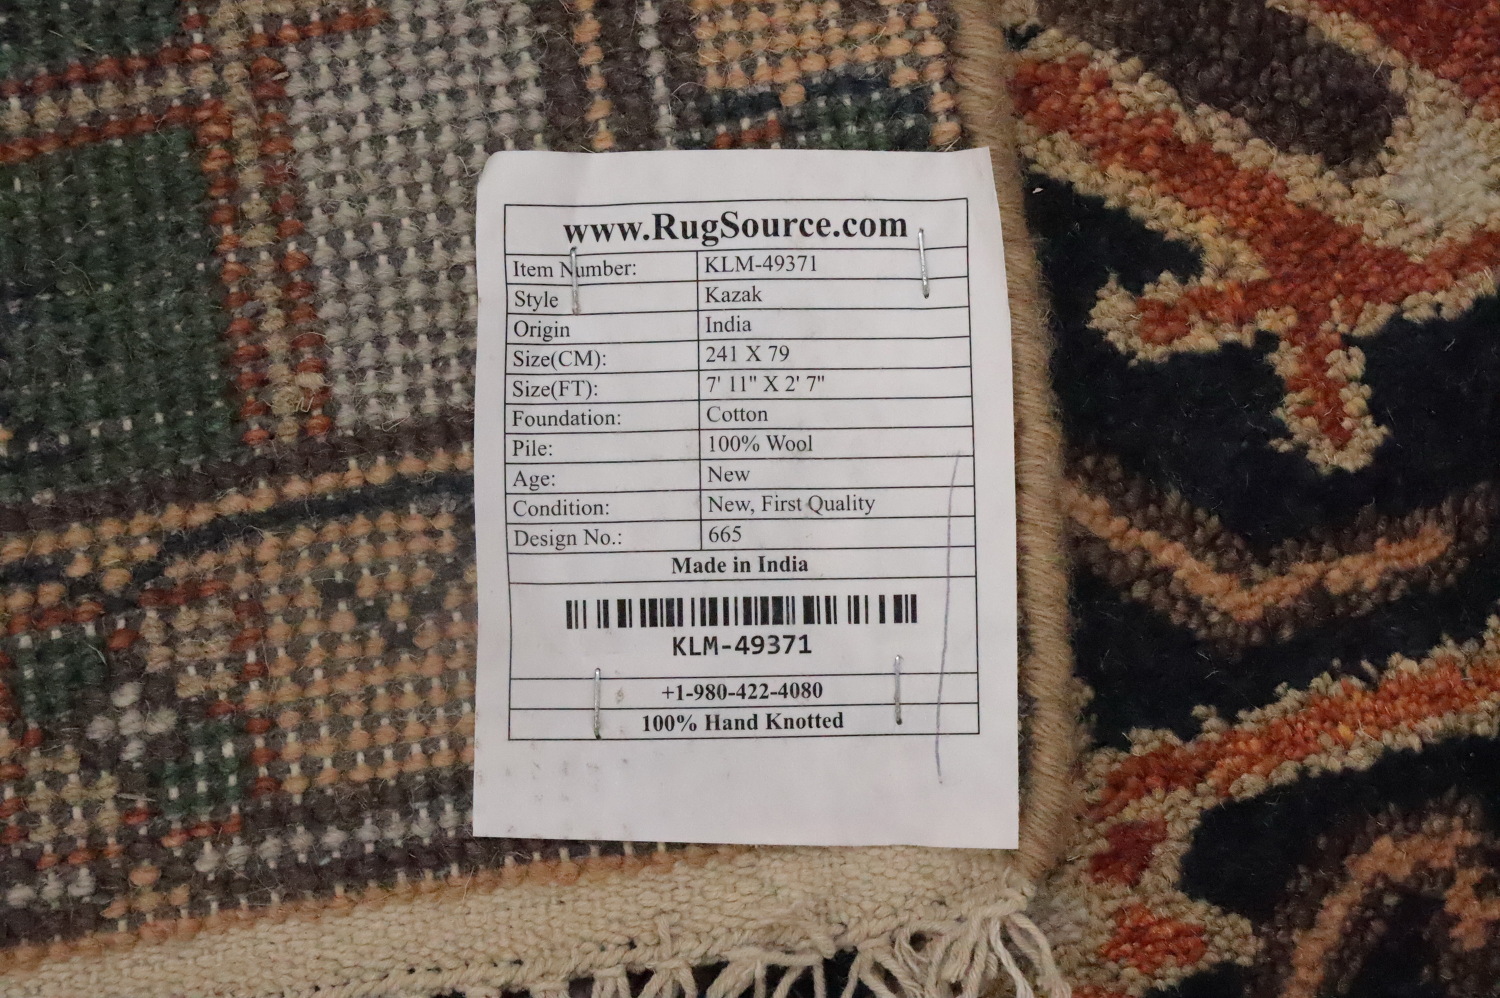 www.RugSource.com
Item Number: KLM-49371
Style Kazak
Origin India
Size(CM): 241 X 79
Size(FT): 7' 11" X 2' 7"
Foundation: Cotton
Pile: 100% Wool
Age: New
Condition: New, First Quality
Design No.: 665
Made in India
KLM-49371
+1-980-422-4080
100% Hand Knotted